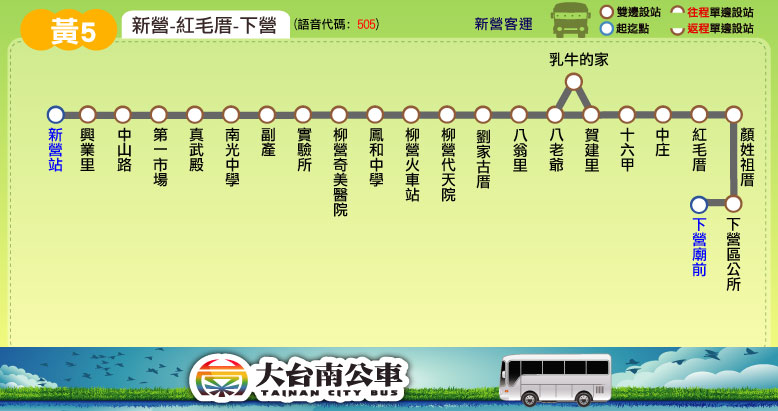 黃5
新營-紅毛厝-下營
(語音代碼: 505)
新營客運
雙邊設站
往程單邊設站
起迄點
返程單邊設站
乳牛的家
新營站
興業里
中山路
第一市場
真武殿
南光中學
副產
實驗所
柳營奇美醫院
鳳和中學
柳營火車站
柳營代天院
劉家古厝
八翁里
八老爺
賀建里
十六甲
中庄
紅毛厝
顏姓祖厝
下營廟前
下營區公所
大台南公車
TAINAN CITY BUS